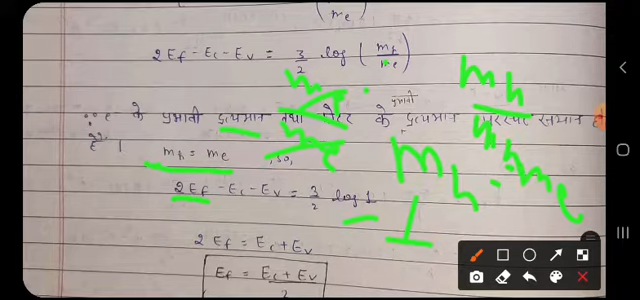 me
2Ef - Ec - Ev = 3/2 log (mh/me)
∵ e के प्रभावी द्रव्यमान तथा के प्रभावी द्रव्यमान परस्पर समान
mh = me
2Ef - Ec - Ev = 3/2 log 1
2Ef = Ec + Ev
Ef = Ec + Ev
mh
me
mh
mh = me
1